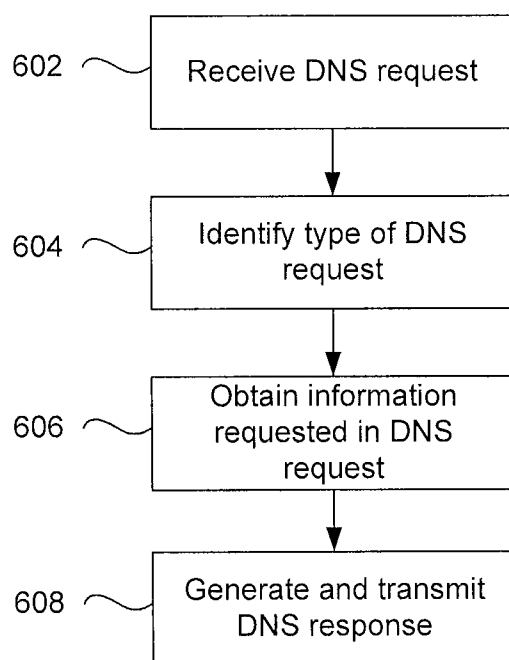 602
Receive DNS request
604
Identify type of DNS
request
606
Obtain information
requested in DNS
request
608
Generate and transmit
DNS response